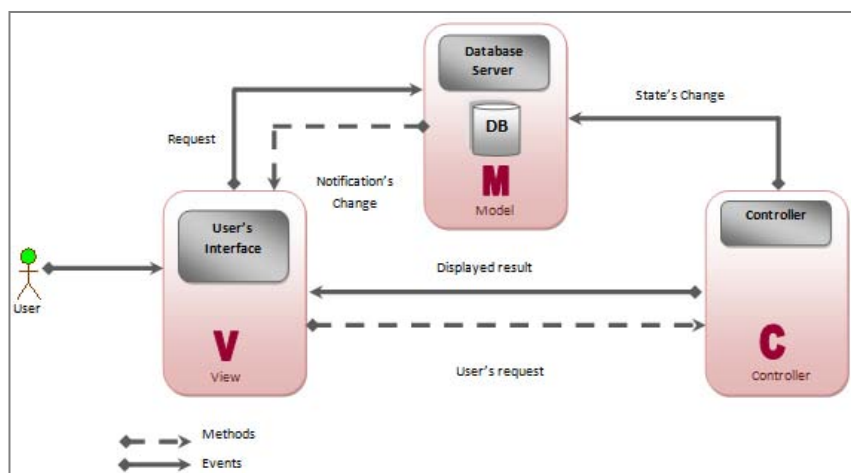 Database
Server
DB
M
Model
State's Change
Request
Notification's
Change
User's
Interface
Controller
Displayed result
User
V
View
C
Controller
User's request
Methods
Events